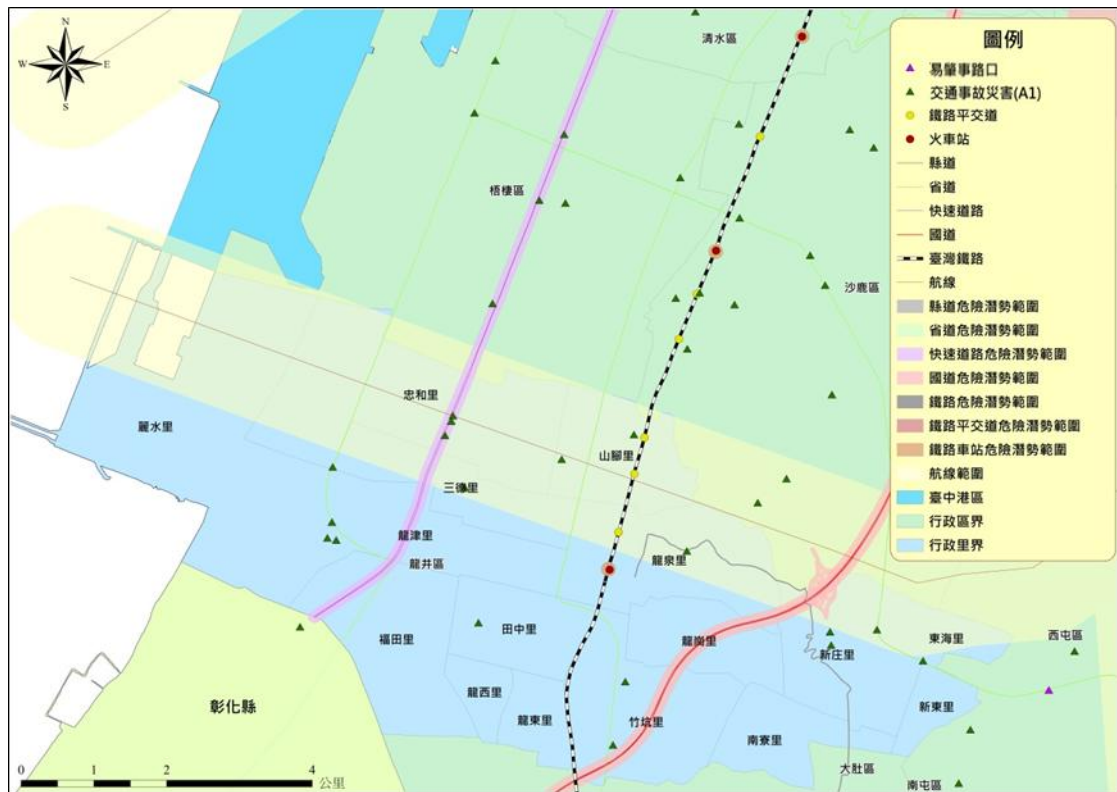 N
W
E
S
清水區
梧棲區
沙鹿區
忠和里
麗水里
山腳里
三德里
龍津里
龍井區
龍泉里
福田里
田中里
龍崗里
新庄里
東海里
西屯區
龍西里
龍東里
竹坑里
南寮里
新東里
彰化縣
大肚區
南屯區
0
1
2
4
公里
圖例
易肇事路口
交通事故災害(A1)
鐵路平交道
火車站
縣道
省道
快速道路
國道
臺灣鐵路
航線
縣道危險潛勢範圍
省道危險潛勢範圍
快速道路危險潛勢範圍
國道危險潛勢範圍
鐵路危險潛勢範圍
鐵路平交道危險潛勢範圍
鐵路車站危險潛勢範圍
航線範圍
臺中港區
行政區界
行政里界